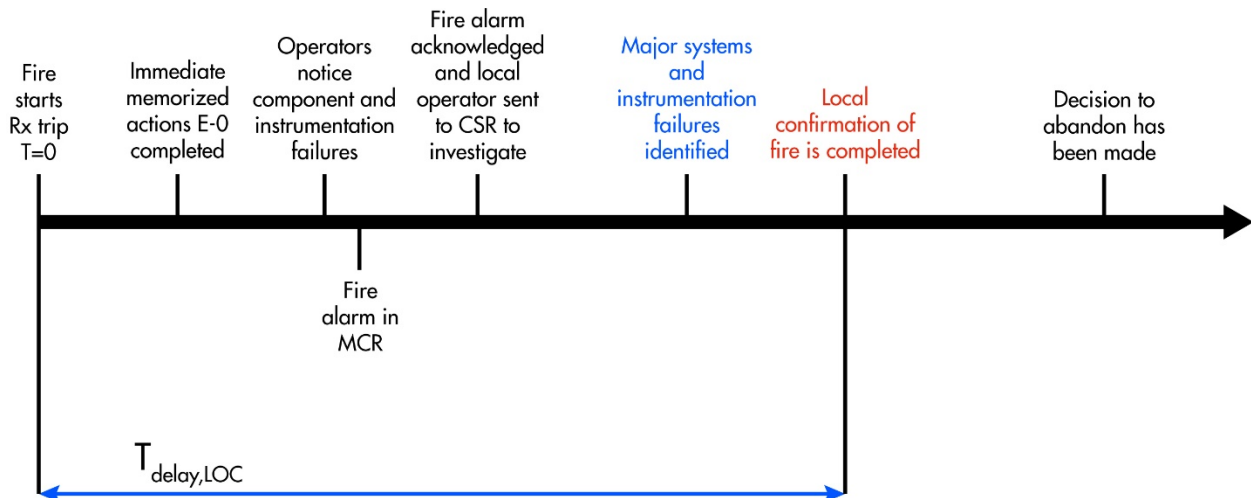 Fire
starts
Rx trip
T=0
Immediate
memorized
actions E-0
completed
Operators
notice
component and
instrumentation
failures
Fire alarm
acknowledged
and local
operator sent
to CSR to
investigate
Major systems
and
instrumentation
failures
identified
Local
confirmation of
fire is completed
Decision to
abandon has
been made
Fire
alarm in
MCR
Tdelay,LOC